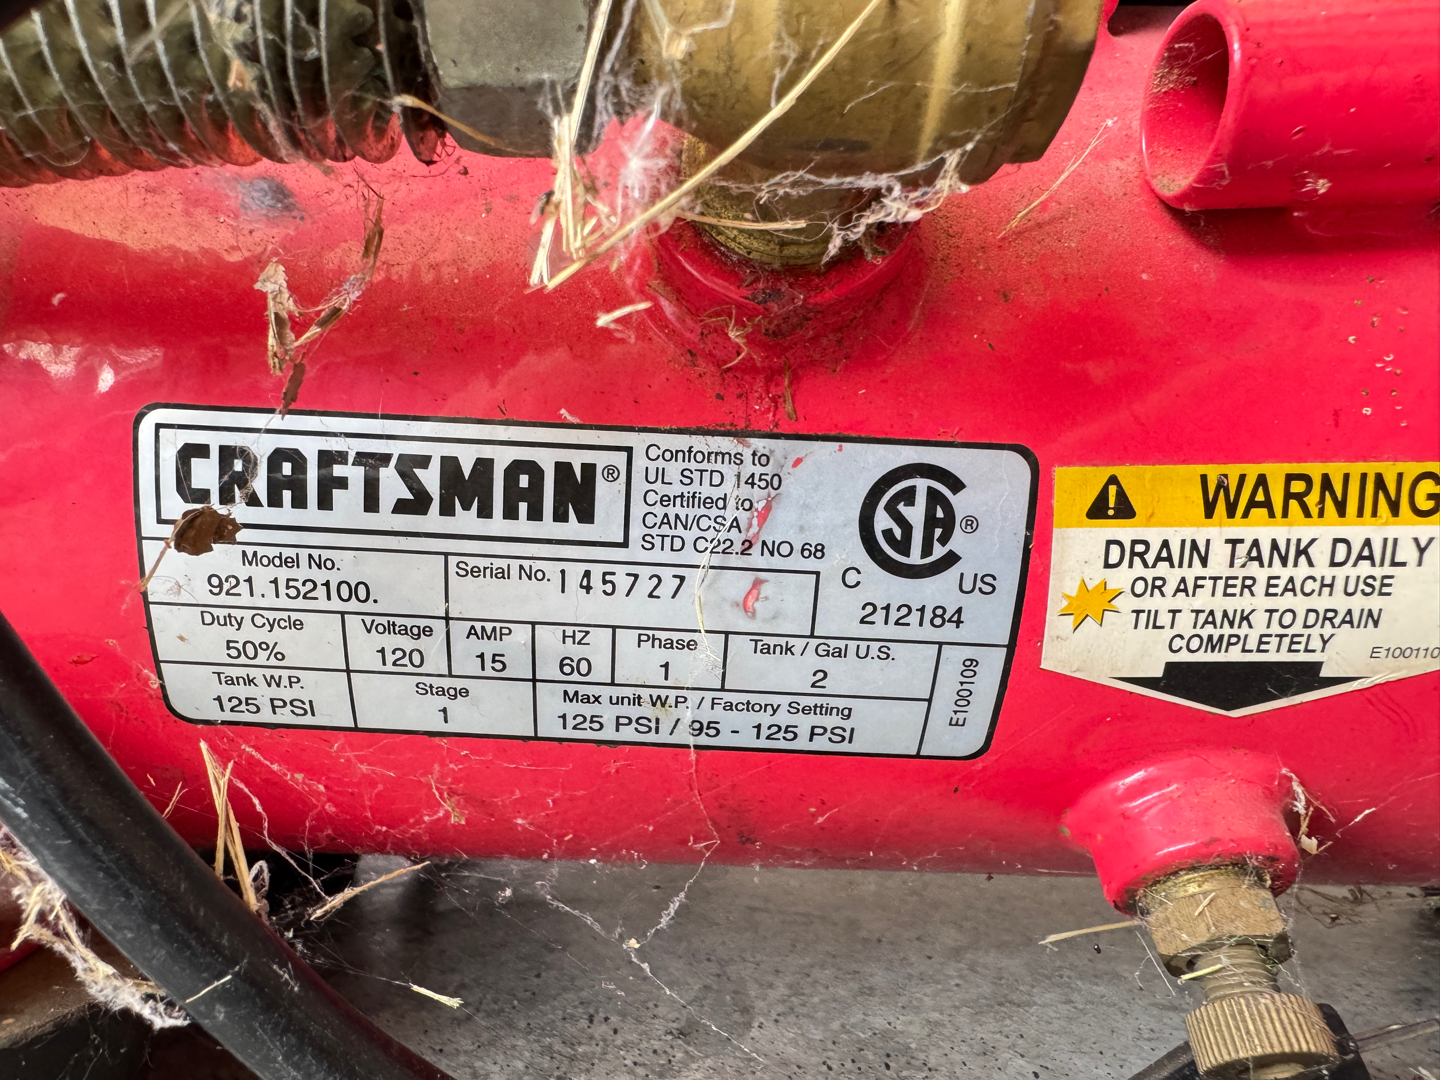 CRAFTSMAN®
Conforms to
UL STD 1450
Certified to
CAN/CSA
STD C22.2 NO 68
CSA®
C US
212184
Model No.
921.152100.
Serial No. 145727
Duty Cycle
50%
Voltage
120
AMP
15
HZ
60
Phase
1
Tank / Gal U.S.
2
Tank W.P.
125 PSI
Stage
1
Max unit W.P. / Factory Setting
125 PSI / 95 - 125 PSI
E100109
WARNING
DRAIN TANK DAILY
OR AFTER EACH USE
TILT TANK TO DRAIN
COMPLETELY
E100110